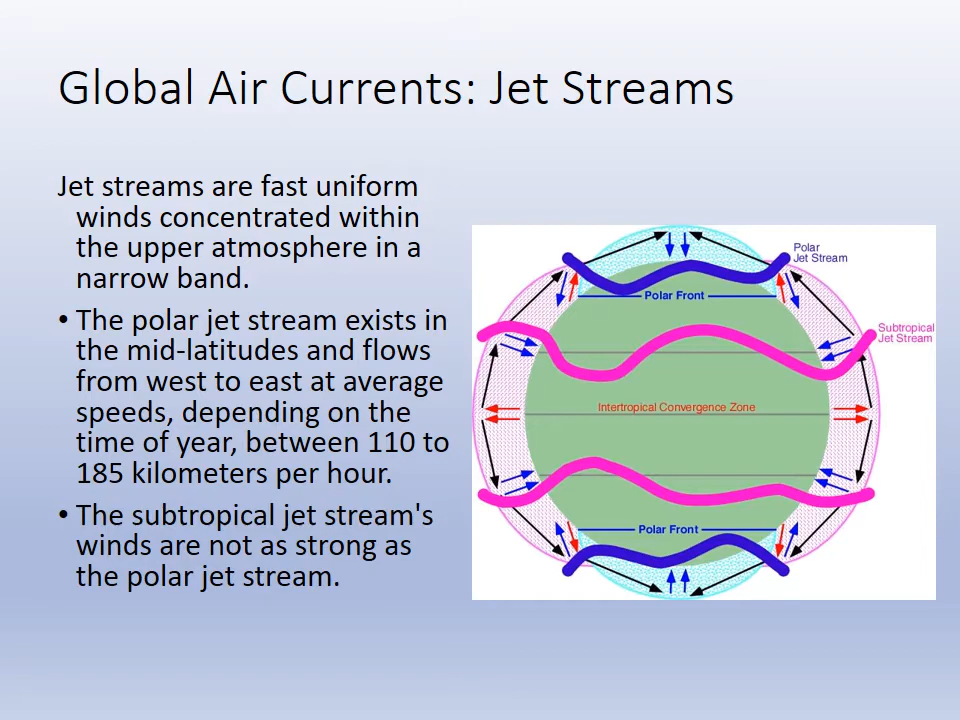 Global Air Currents: Jet Streams
Jet streams are fast uniform
winds concentrated within
the upper atmosphere in a
narrow band.
• The polar jet stream exists in
the mid-latitudes and flows
from west to east at average
speeds, depending on the
time of year, between 110 to
185 kilometers per hour.
• The subtropical jet stream's
winds are not as strong as
the polar jet stream.
Polar
Jet Stream
Polar Front
Subtropical
Jet Stream
Intertropical Convergence Zone
Polar Front